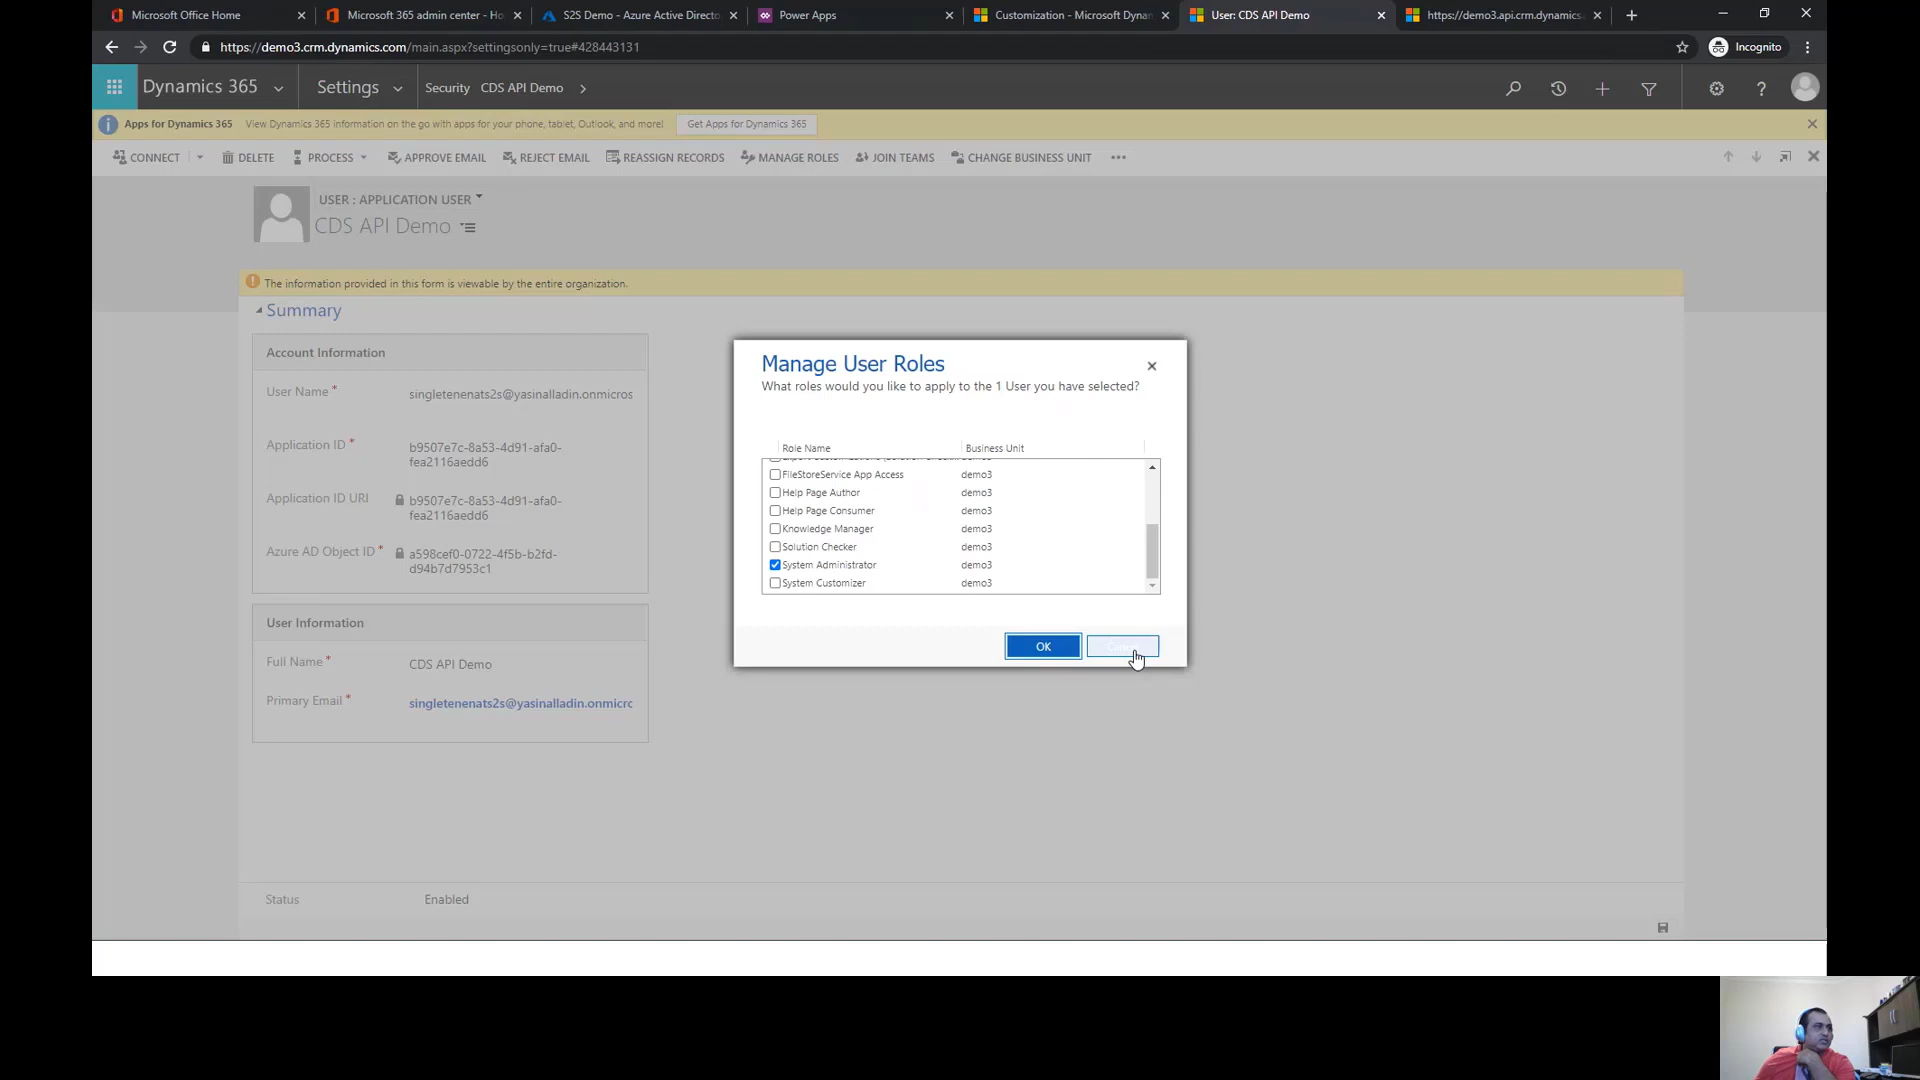 Microsoft Office Home
Microsoft 365 admin center - Ho
S2S Demo - Azure Active Directo
Power Apps
Customization - Microsoft Dynan
User: CDS API Demo
https://demo3.api.crm.dynamics.
https://demo3.crm.dynamics.com/main.aspx?settingsonly=true#428443131
Incognito
Dynamics 365
Settings
Security
CDS API Demo
Apps for Dynamics 365
View Dynamics 365 information on the go with apps for your phone, tablet, Outlook, and more!
Get Apps for Dynamics 365
CONNECT
DELETE
PROCESS
APPROVE EMAIL
REJECT EMAIL
REASSIGN RECORDS
MANAGE ROLES
JOIN TEAMS
CHANGE BUSINESS UNIT
USER : APPLICATION USER
CDS API Demo
The information provided in this form is viewable by the entire organization.
Summary
Account Information
User Name *
singletenenats2s@yasinalladin.onmicros
Application ID *
b9507e7c-8a53-4d91-afa0-
fea2116aedd6
Application ID URI
b9507e7c-8a53-4d91-afa0-
fea2116aedd6
Azure AD Object ID *
a598cef0-0722-4f5b-b2fd-
d94b7d7953c1
User Information
Full Name *
CDS API Demo
Primary Email *
singletenenats2s@yasinalladin.onmicro
Status
Enabled
Manage User Roles
What roles would you like to apply to the 1 User you have selected?
Role Name
Business Unit
FileStoreService App Access
demo3
Help Page Author
demo3
Help Page Consumer
demo3
Knowledge Manager
demo3
Solution Checker
demo3
System Administrator
demo3
System Customizer
demo3
OK